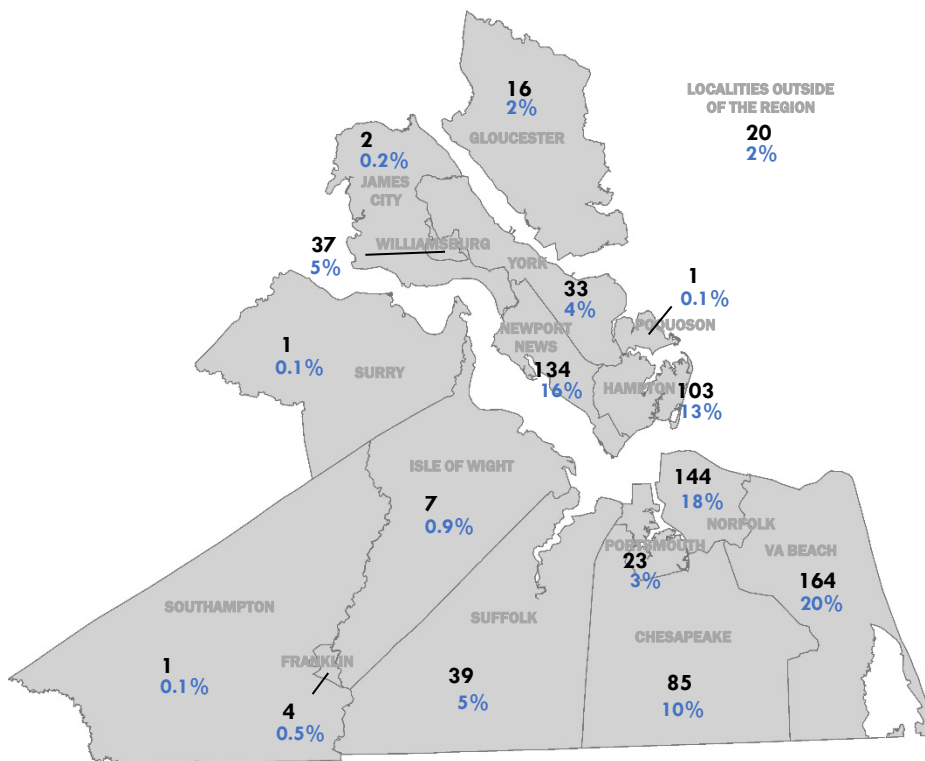 16
2%
GLOUCESTER
LOCALITIES OUTSIDE
OF THE REGION
20
2%
2
0.2%
JAMES
CITY
37
5%
WILLIAMSBURG
YORK
33
4%
1
0.1%
POQUOSON
NEWPORT
NEWS
134
16%
HAMPTON
103
13%
1
0.1%
SURRY
ISLE OF WIGHT
7
0.9%
144
18%
NORFOLK
PORTSMOUTH
23
3%
VA BEACH
164
20%
SOUTHAMPTON
1
0.1%
FRANKLIN
4
0.5%
SUFFOLK
39
5%
CHESAPEAKE
85
10%